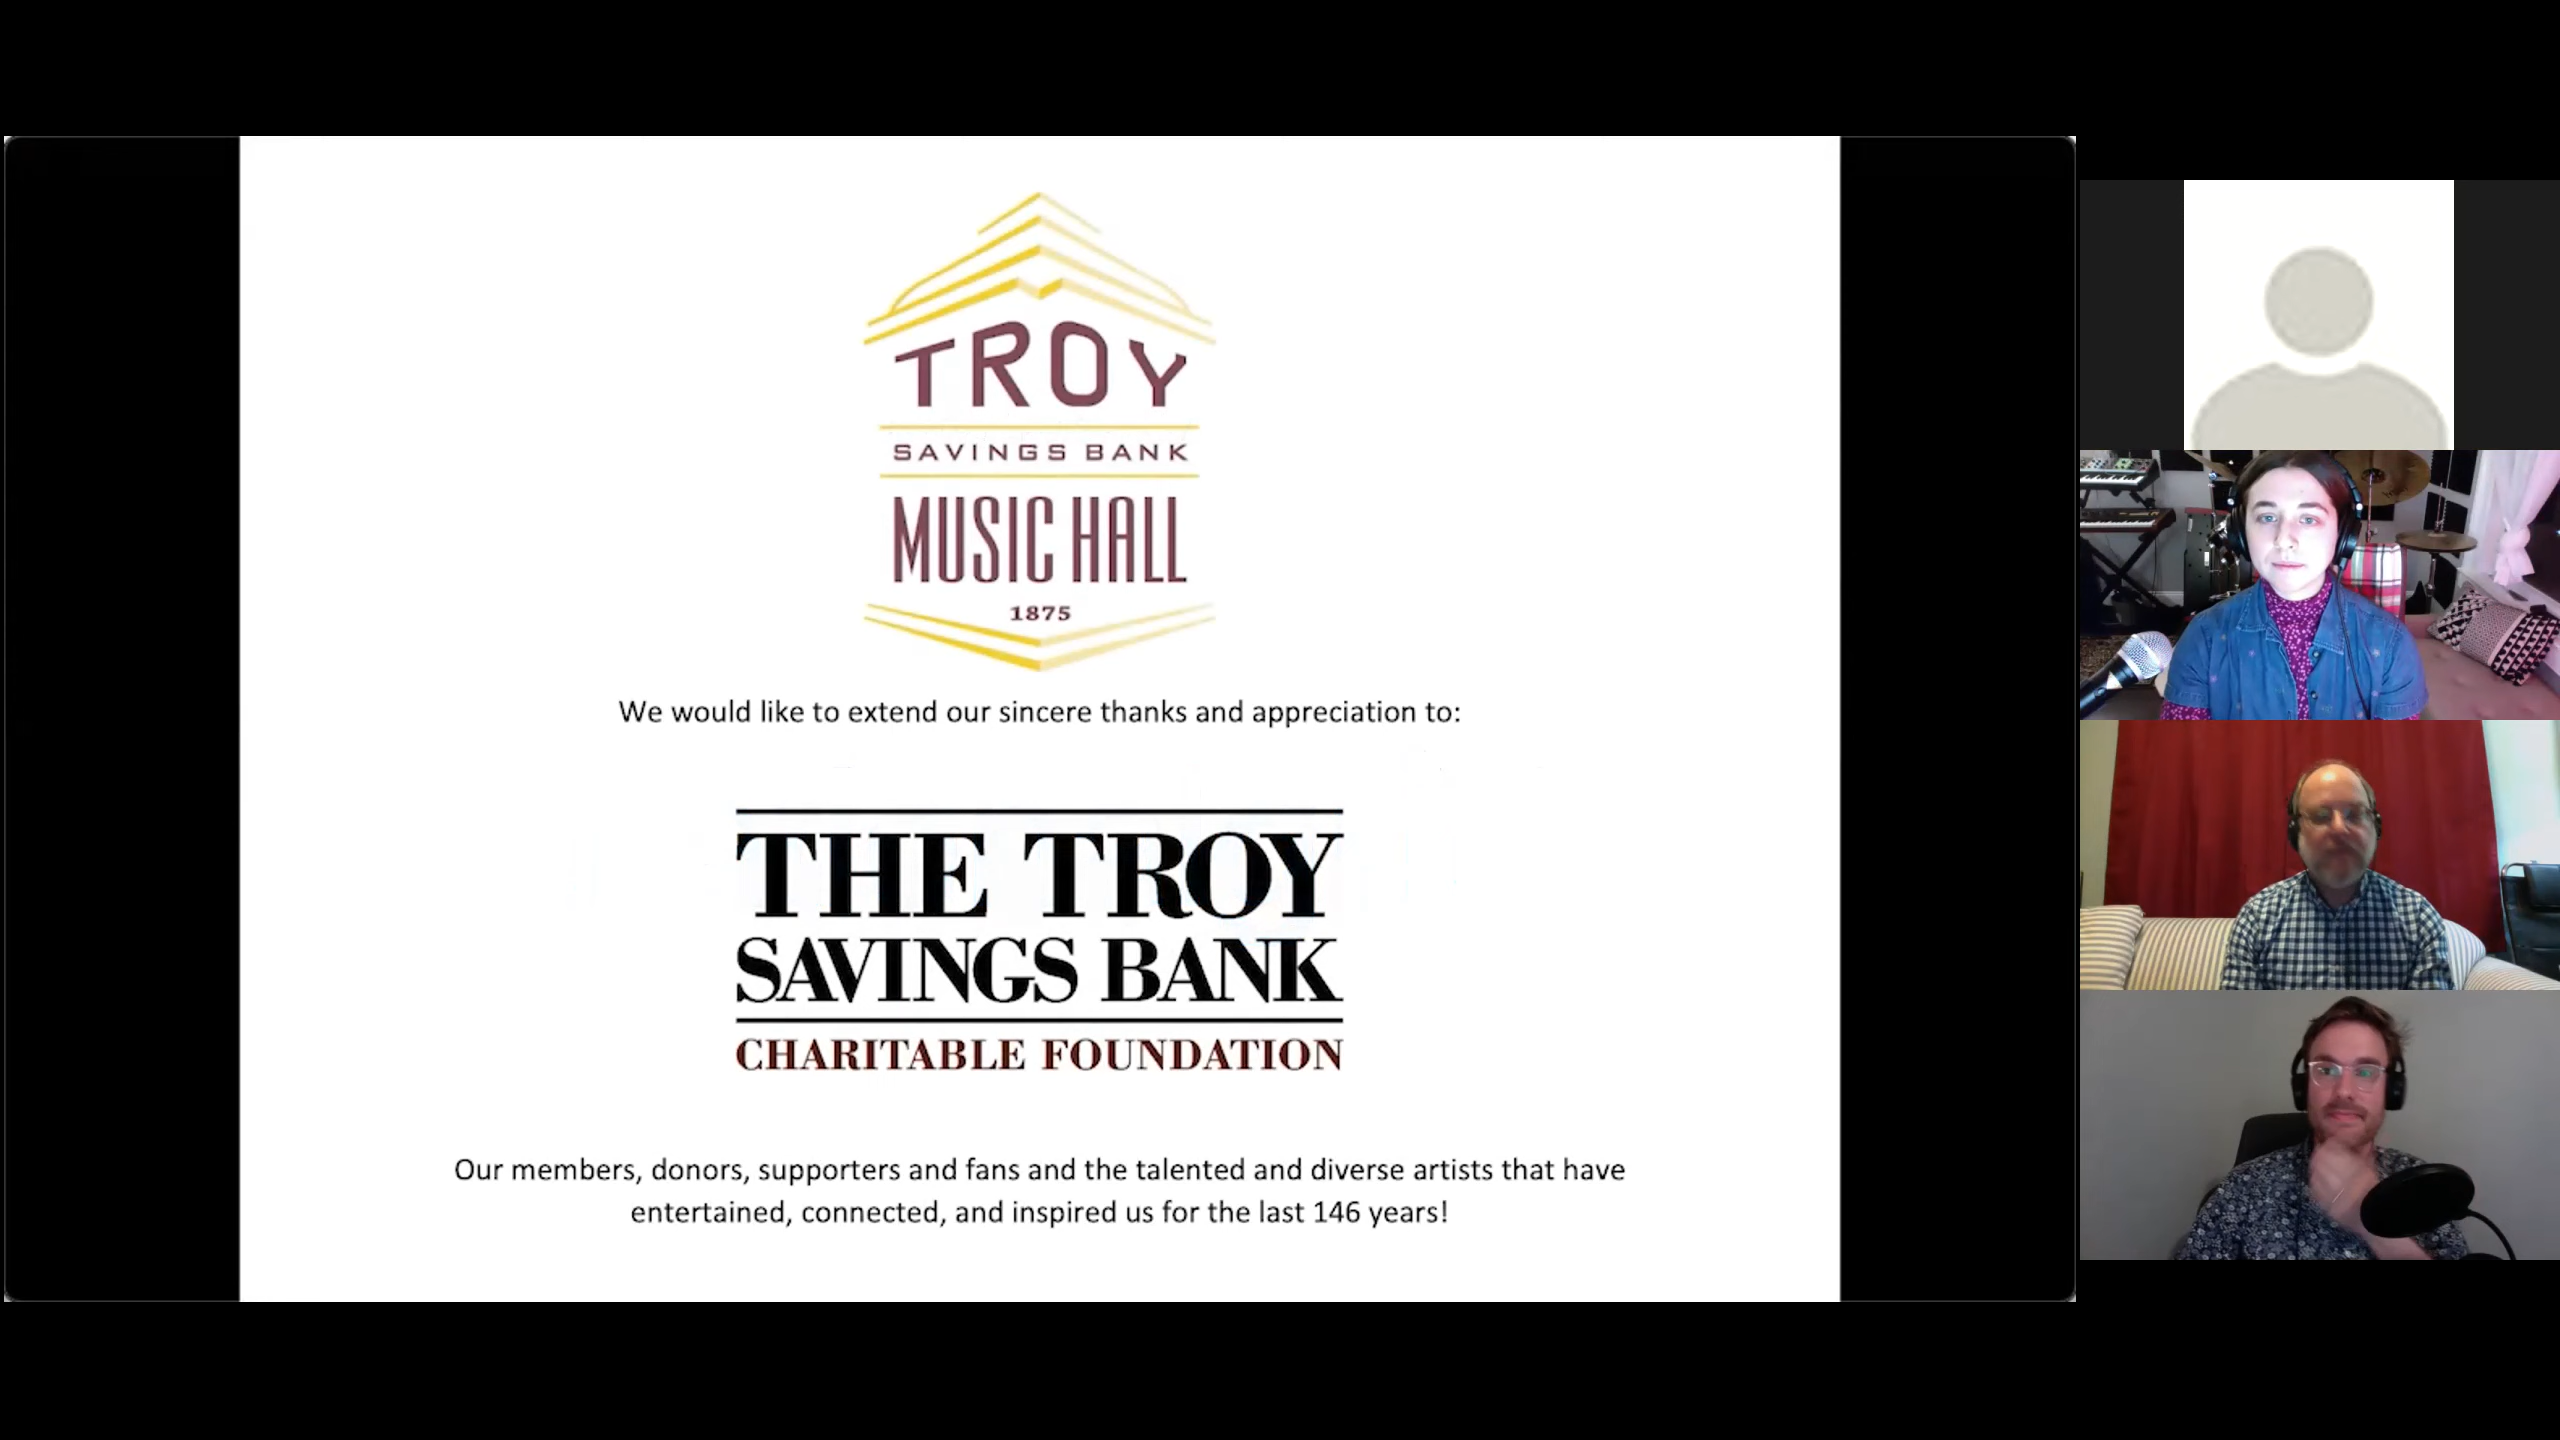 TROY
SAVINGS BANK
MUSIC HALL
1875
We would like to extend our sincere thanks and appreciation to:
THE TROY
SAVINGS BANK
CHARITABLE FOUNDATION
Our members, donors, supporters and fans and the talented and diverse artists that have
entertained, connected, and inspired us for the last 146 years!